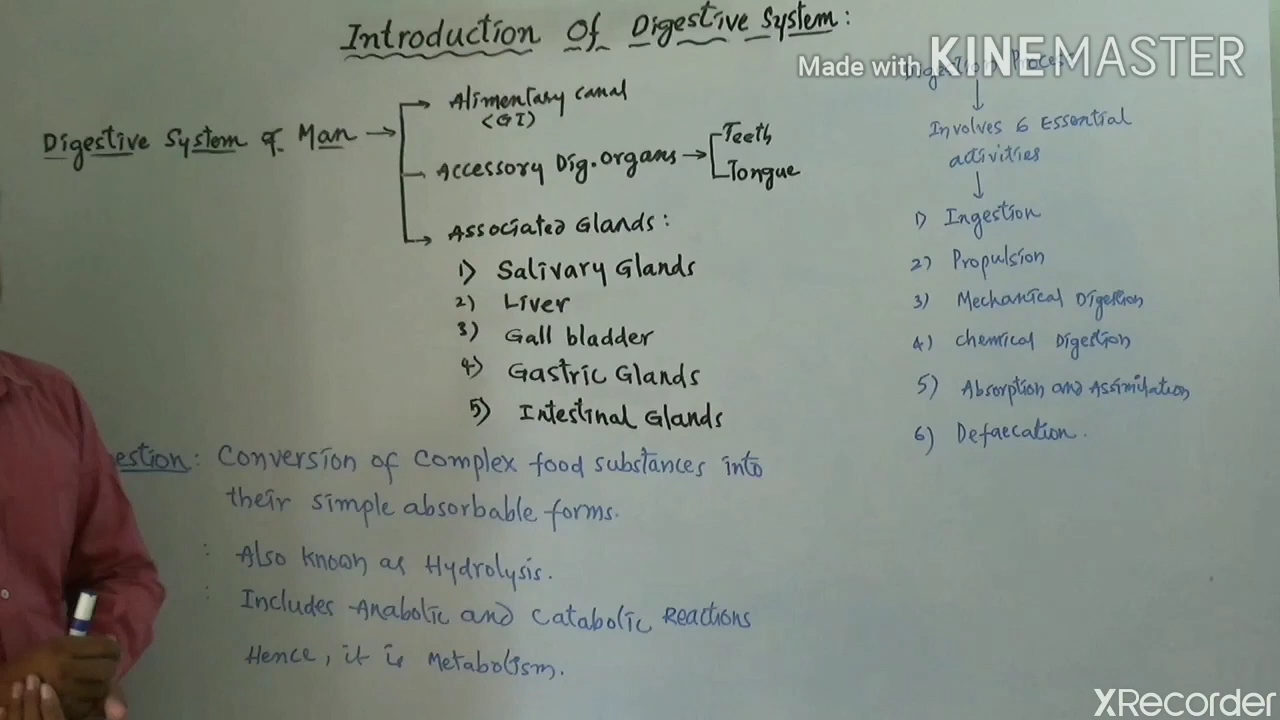 Introduction Of Digestive System:
Made with KINEMASTER
Digestive System of Man →
Alimentary canal
(GI)
Accessory Dig. organs →
Teeth
Tongue
Associated Glands:
1) Salivary Glands
2) Liver
3) Gall bladder
4) Gastric Glands
5) Intestinal Glands
estion: Conversion of complex food substances into
their simple absorbable forms.
: Also known as Hydrolysis.
: Includes Anabolic and Catabolic Reactions
Hence, it is Metabolism.
Involves 6 Essential
activities
1) Ingestion
2) Propulsion
3) Mechanical Digestion
4) Chemical Digestion
5) Absorption and Assimilation
6) Defaecation.
XRecorder